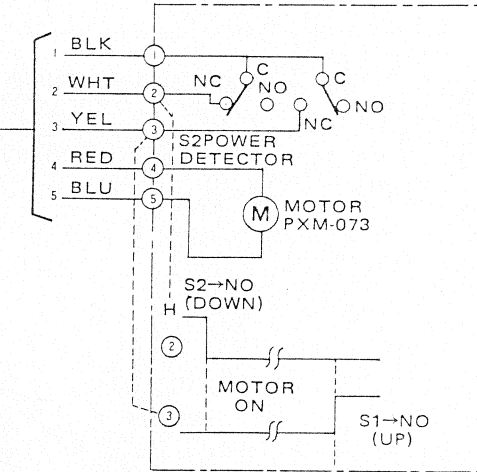 1 BLK 1
C C
2 WHT 2 NC NO NO
3 YEL 3 NC
S2POWER
DETECTOR
4 RED 4
5 BLU 5
M MOTOR
PXM-073
S2→NO
(DOWN)
H
2
MOTOR
ON
3
S1→NO
(UP)